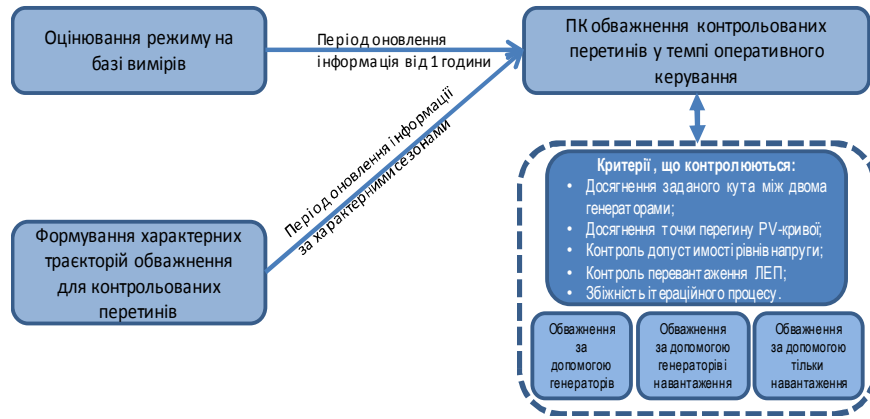 Оцінювання режиму на
базі вимірів
Період оновлення
інформація від 1 години
ПК обважнення контрольованих
перетинів у темпі оперативного
керування
Період оновлення інформації
за характерними сезонами
Формування характерних
траєкторій обважнення
для контрольованих
перетинів
Критерії, що контролюються:
• Досягнення заданого кута між двома
генераторами;
• Досягнення точки перегину PV-кривої;
• Контроль допустимості рівнів напруги;
• Контроль перевантаження ЛЕП;
• Збіжність ітераційного процесу.
Обважнення
за
допомогою
генераторів
Обважнення
за допомогою
генераторів і
навантаження
Обважнення
за допомогою
тільки
навантаження